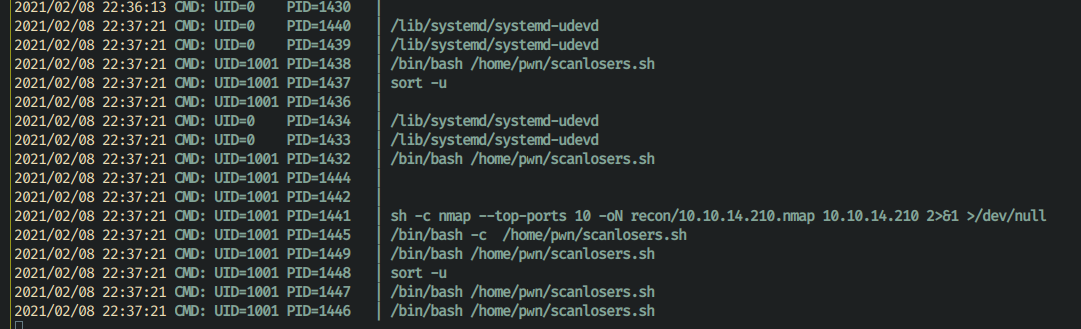 2021/02/08 22:36:13 CMD: UID=0    PID=1430   |
2021/02/08 22:37:21 CMD: UID=0    PID=1440   | /lib/systemd/systemd-udevd
2021/02/08 22:37:21 CMD: UID=0    PID=1439   | /lib/systemd/systemd-udevd
2021/02/08 22:37:21 CMD: UID=1001 PID=1438   | /bin/bash /home/pwn/scanlosers.sh
2021/02/08 22:37:21 CMD: UID=1001 PID=1437   | sort -u
2021/02/08 22:37:21 CMD: UID=1001 PID=1436   |
2021/02/08 22:37:21 CMD: UID=0    PID=1434   | /lib/systemd/systemd-udevd
2021/02/08 22:37:21 CMD: UID=0    PID=1433   | /lib/systemd/systemd-udevd
2021/02/08 22:37:21 CMD: UID=1001 PID=1432   | /bin/bash /home/pwn/scanlosers.sh
2021/02/08 22:37:21 CMD: UID=1001 PID=1444   |
2021/02/08 22:37:21 CMD: UID=1001 PID=1442   |
2021/02/08 22:37:21 CMD: UID=1001 PID=1441   | sh -c nmap --top-ports 10 -oN recon/10.10.14.210.nmap 10.10.14.210 2>&1 >/dev/null
2021/02/08 22:37:21 CMD: UID=1001 PID=1445   | /bin/bash -c  /home/pwn/scanlosers.sh
2021/02/08 22:37:21 CMD: UID=1001 PID=1449   | /bin/bash /home/pwn/scanlosers.sh
2021/02/08 22:37:21 CMD: UID=1001 PID=1448   | sort -u
2021/02/08 22:37:21 CMD: UID=1001 PID=1447   | /bin/bash /home/pwn/scanlosers.sh
2021/02/08 22:37:21 CMD: UID=1001 PID=1446   | /bin/bash /home/pwn/scanlosers.sh